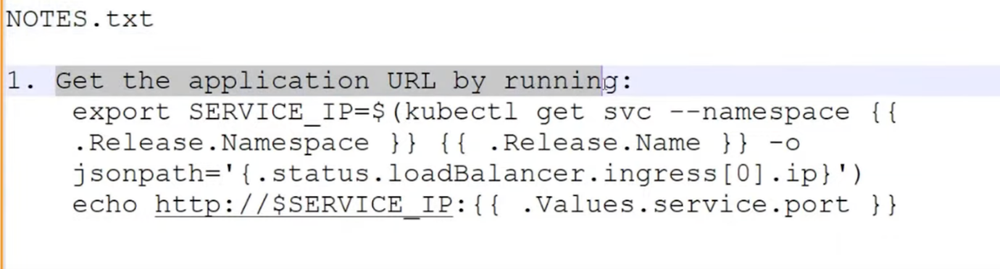 NOTES.txt
1. Get the application URL by running:
export SERVICE_IP=$(kubectl get svc --namespace {{
.Release.Namespace }} {{ .Release.Name }} -o
jsonpath='{.status.loadBalancer.ingress[0].ip}')
echo http://$SERVICE_IP:{{ .Values.service.port }}